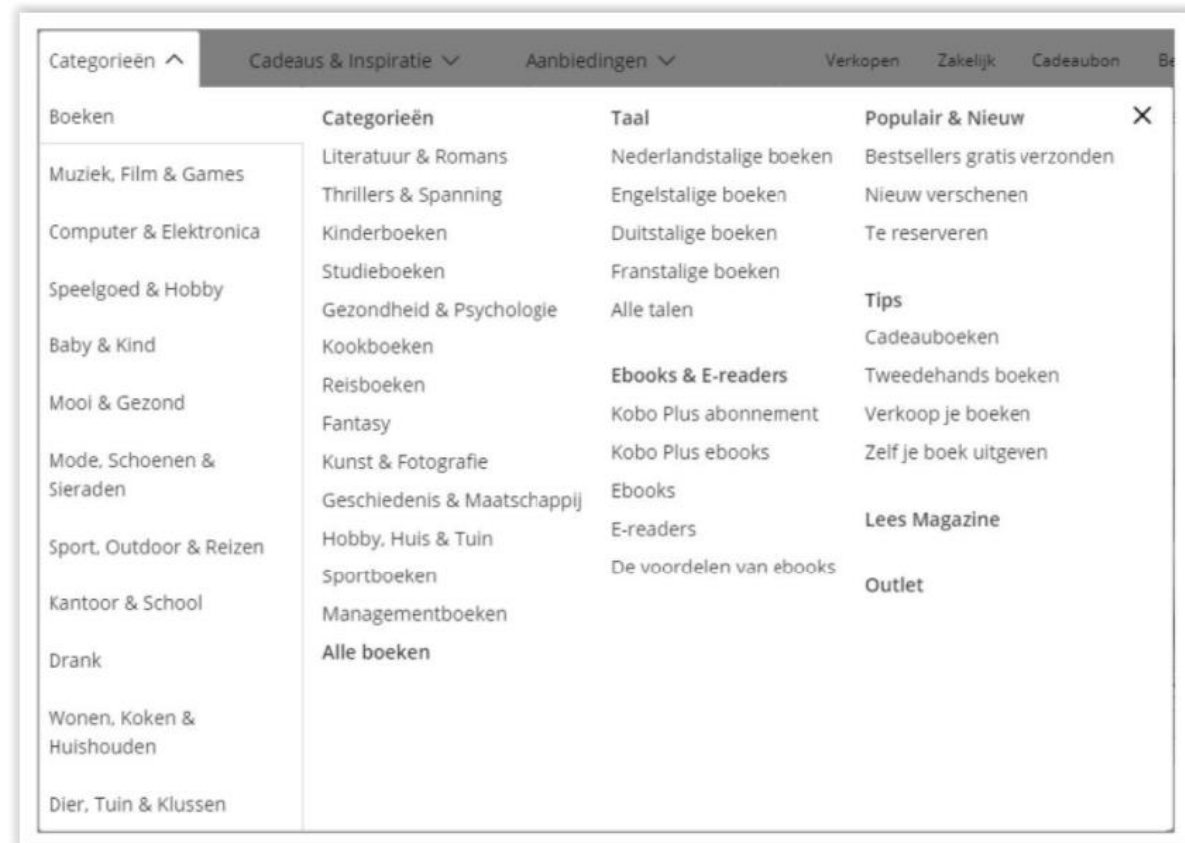 Categorieën
Cadeaus & Inspiratie
Aanbiedingen
Verkopen
Zakelijk
Cadeaubon
Boeken
Muziek, Film & Games
Computer & Elektronica
Speelgoed & Hobby
Baby & Kind
Mooi & Gezond
Mode, Schoenen &
Sieraden
Sport, Outdoor & Reizen
Kantoor & School
Drank
Wonen, Koken &
Huishouden
Dier, Tuin & Klussen
Categorieën
Literatuur & Romans
Thrillers & Spanning
Kinderboeken
Studieboeken
Gezondheid & Psychologie
Kookboeken
Reisboeken
Fantasy
Kunst & Fotografie
Geschiedenis & Maatschappij
Hobby, Huis & Tuin
Sportboeken
Managementboeken
Alle boeken
Taal
Nederlandstalige boeken
Engelstalige boeken
Duitstalige boeken
Franstalige boeken
Alle talen
Ebooks & E-readers
Kobo Plus abonnement
Kobo Plus ebooks
Ebooks
E-readers
De voordelen van ebooks
Populair & Nieuw
Bestsellers gratis verzonden
Nieuw verschenen
Te reserveren
Tips
Cadeauboeken
Tweedehands boeken
Verkoop je boeken
Zelf je boek uitgeven
Lees Magazine
Outlet